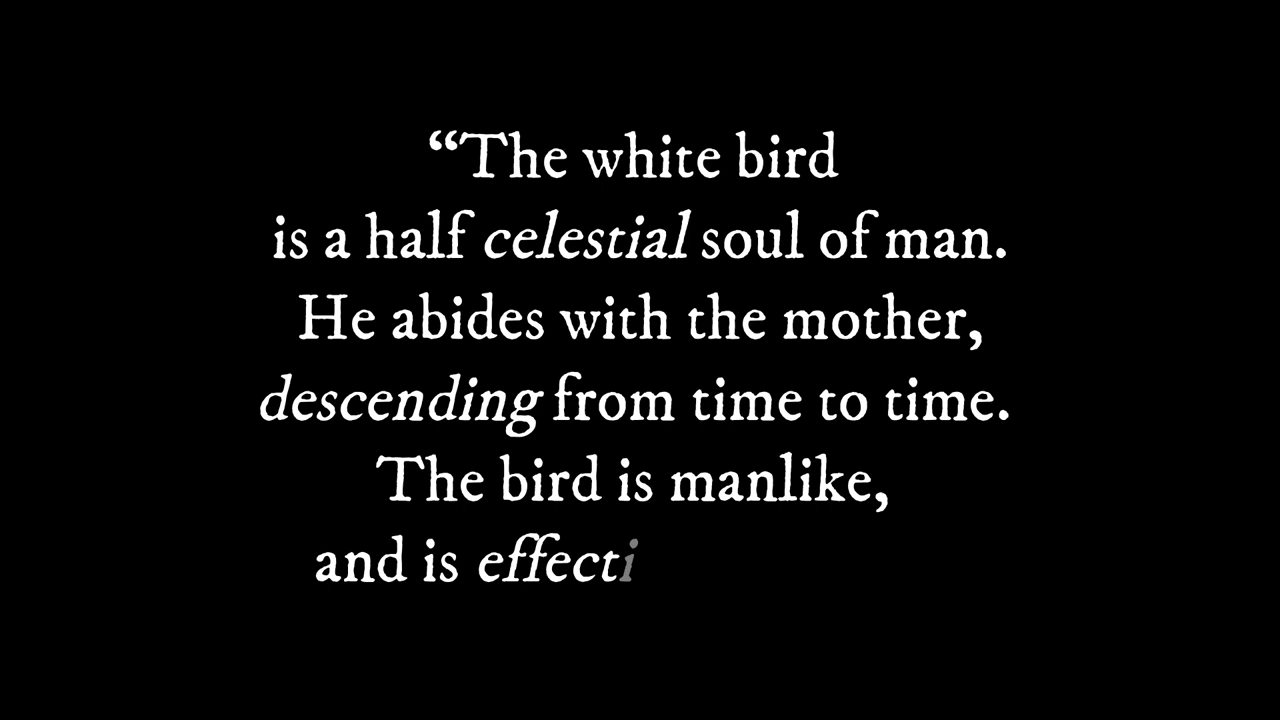 “The white bird
is a half celestial soul of man.
He abides with the mother,
descending from time to time.
The bird is manlike,
and is effecti